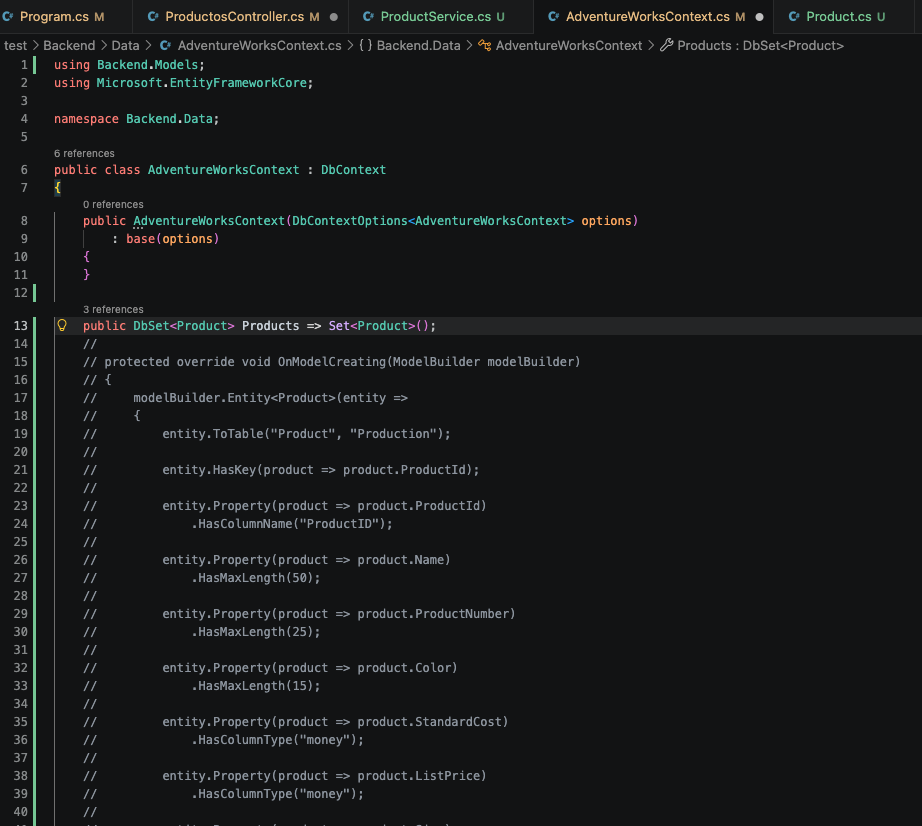 Program.cs M ProductosController.cs M ProductService.cs U AdventureWorksContext.cs M Product.cs U
test > Backend > Data > AdventureWorksContext.cs > {} Backend.Data > AdventureWorksContext > Products : DbSet<Product>
1 using Backend.Models;
2 using Microsoft.EntityFrameworkCore;
3
4 namespace Backend.Data;
5
6 references
6 public class AdventureWorksContext : DbContext
7 {
0 references
8 public AdventureWorksContext(DbContextOptions<AdventureWorksContext> options)
9 : base(options)
10 {
11 }
12
3 references
13 public DbSet<Product> Products => Set<Product>();
14 //
15 // protected override void OnModelCreating(ModelBuilder modelBuilder)
16 // {
17 // modelBuilder.Entity<Product>(entity =>
18 // {
19 // entity.ToTable("Product", "Production");
20 //
21 // entity.HasKey(product => product.ProductId);
22 //
23 // entity.Property(product => product.ProductId)
24 // .HasColumnName("ProductID");
25 //
26 // entity.Property(product => product.Name)
27 // .HasMaxLength(50);
28 //
29 // entity.Property(product => product.ProductNumber)
30 // .HasMaxLength(25);
31 //
32 // entity.Property(product => product.Color)
33 // .HasMaxLength(15);
34 //
35 // entity.Property(product => product.StandardCost)
36 // .HasColumnType("money");
37 //
38 // entity.Property(product => product.ListPrice)
39 // .HasColumnType("money");
40 //